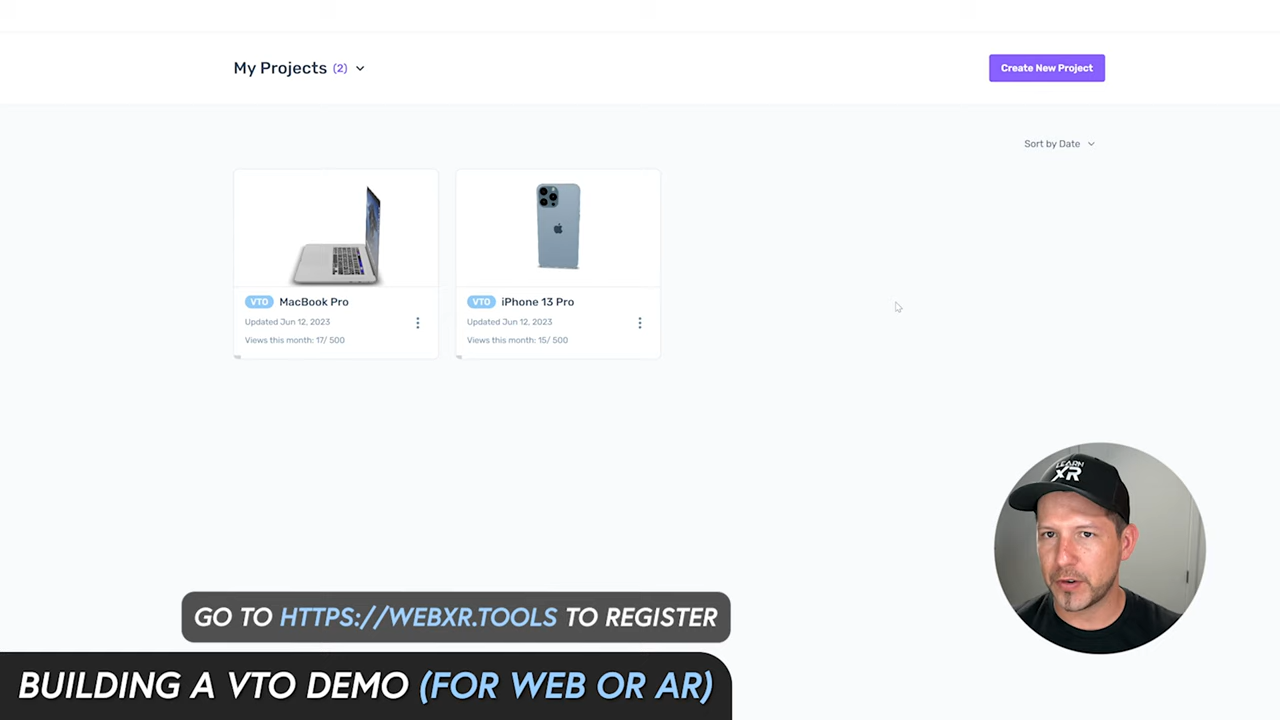 My Projects (2)
Create New Project
Sort by Date
VTO MacBook Pro
Updated Jun 12, 2023
Views this month: 17/ 500
VTO iPhone 13 Pro
Updated Jun 12, 2023
Views this month: 15/ 500
LEARN
XR
GO TO HTTPS://WEBXR.TOOLS TO REGISTER
BUILDING A VTO DEMO (FOR WEB OR AR)